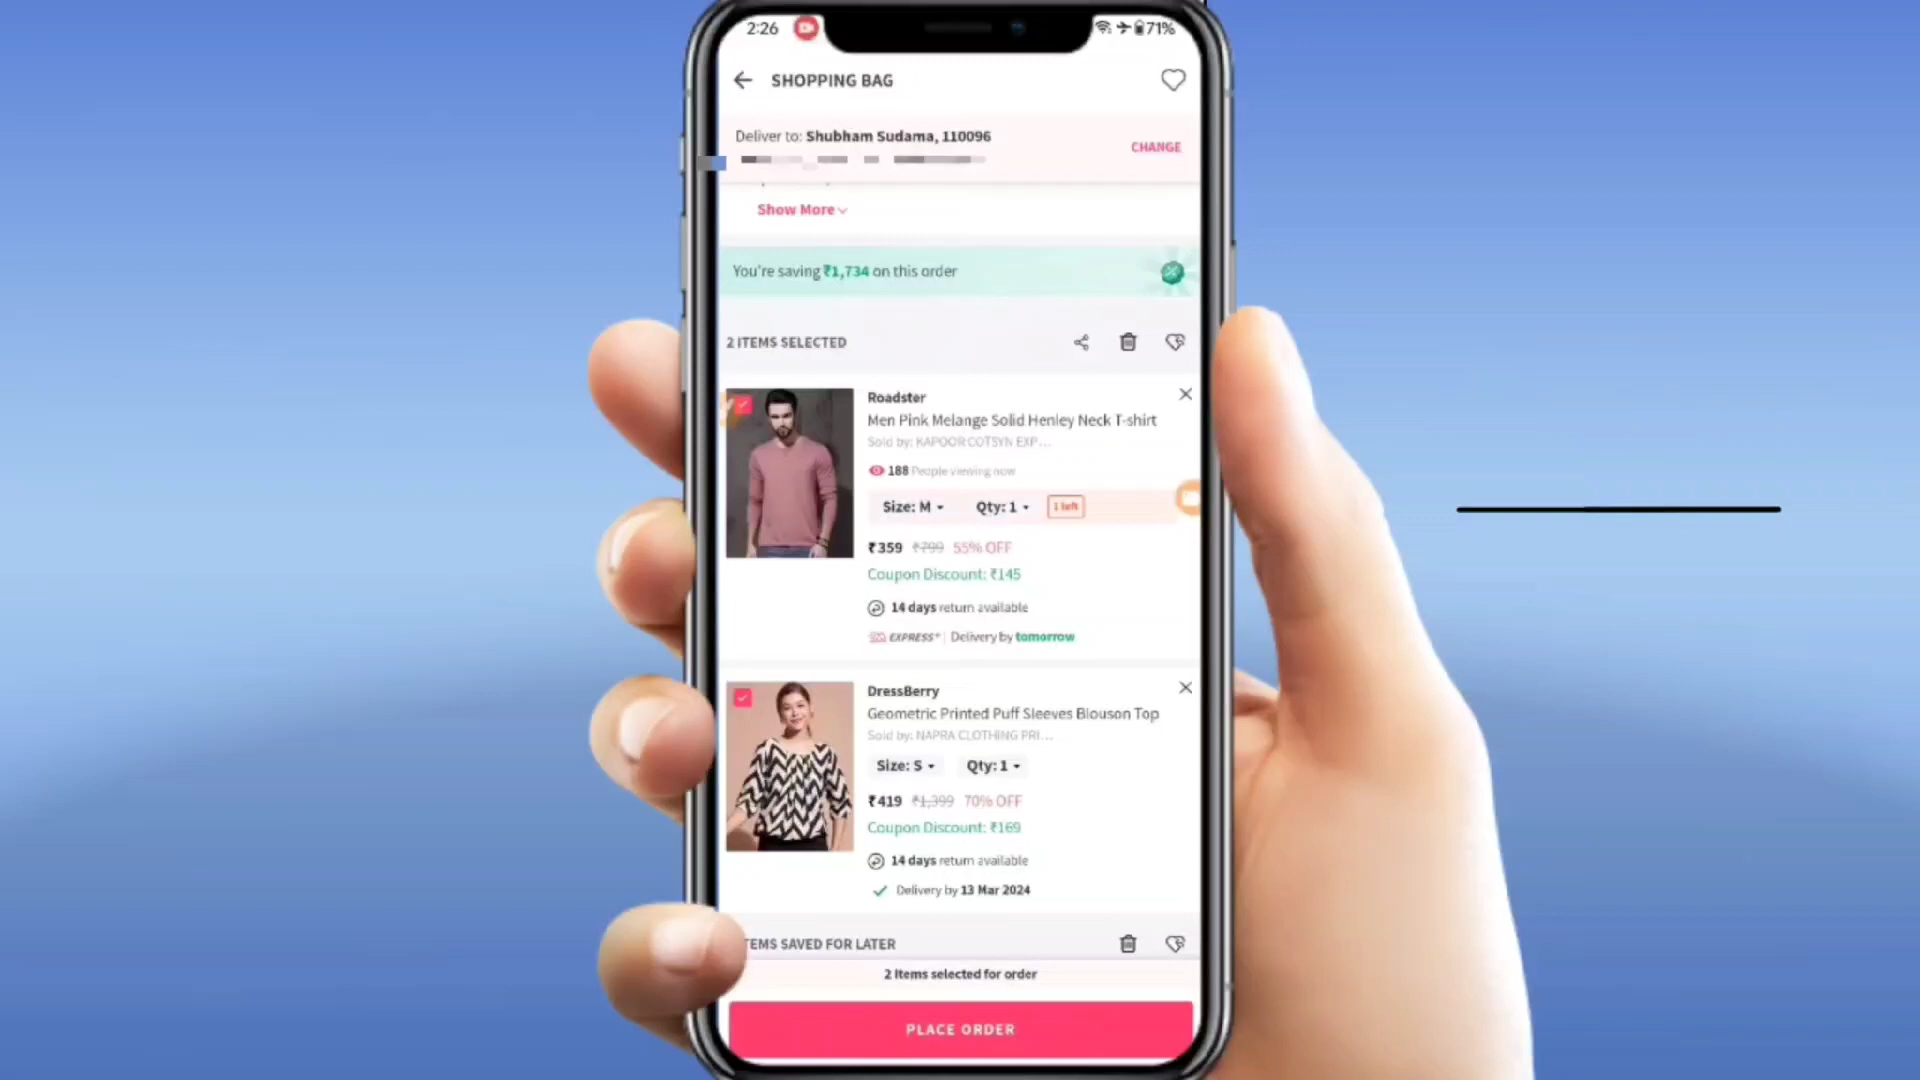 2:26
71%
SHOPPING BAG
Deliver to: Shubham Sudama, 110096
CHANGE
Show More
You're saving ₹1,734 on this order
2 ITEMS SELECTED
Roadster
Men Pink Melange Solid Henley Neck T-shirt
Sold by: KAPOOR COTSYN EXP...
188 People viewing now
Size: M Qty: 1 1 left
₹359 ₹799 55% OFF
Coupon Discount: ₹145
14 days return available
EXPRESS+ | Delivery by tomorrow
DressBerry
Geometric Printed Puff Sleeves Blouson Top
Sold by: NAPRA CLOTHING PRI...
Size: S Qty: 1
₹419 ₹1,399 70% OFF
Coupon Discount: ₹169
14 days return available
Delivery by 13 Mar 2024
TEMS SAVED FOR LATER
2 Items selected for order
PLACE ORDER